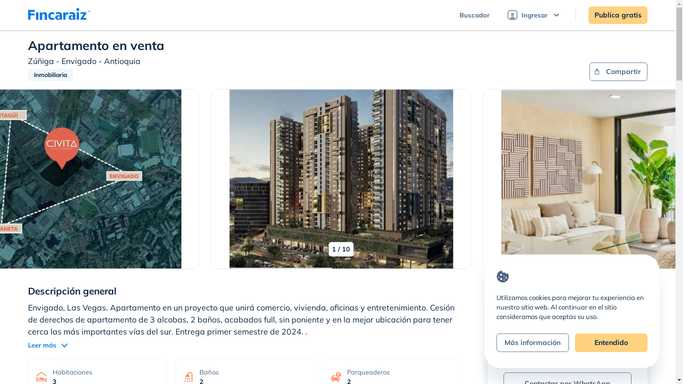 Fincaraiz
Buscador
Ingresar
Publica gratis
Apartamento en venta
Zúñiga - Envigado - Antioquia
Inmobiliaria
Compartir
CIVITA
ENVIGADO
1 / 10
Descripción general
Envigado, Las Vegas. Apartamento en un proyecto que unirá comercio, vivienda, oficinas y entretenimiento. Cesión
de derechos de apartamento de 3 alcobas, 2 baños, acabados full, sin poniente y en la mejor ubicación para tener
cerca las más importantes vías del sur. Entrega primer semestre de 2024. .
Leer más
Habitaciones
3
Baños
2
Parqueaderos
2
Utilizamos cookies para mejorar tu experiencia en
nuestro sitio web. Al continuar en el sitio
consideramos que aceptas su uso.
Más información
Entendido
Contactar por WhatsApp